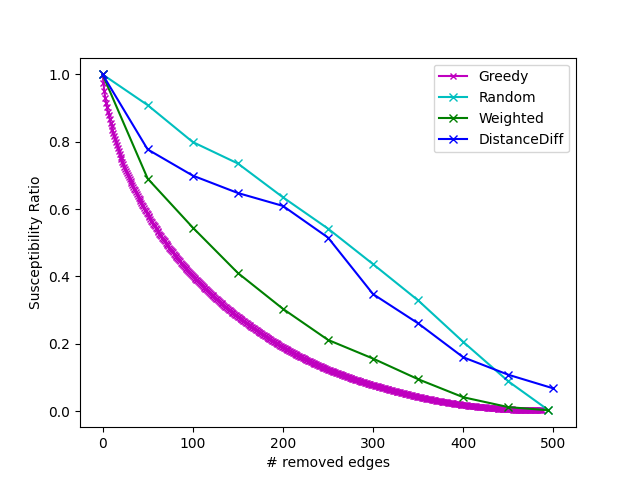 1.0
0.8
0.6
0.4
0.2
0.0
Susceptibility Ratio
0 100 200 300 400 500
# removed edges
Greedy
Random
Weighted
DistanceDiff